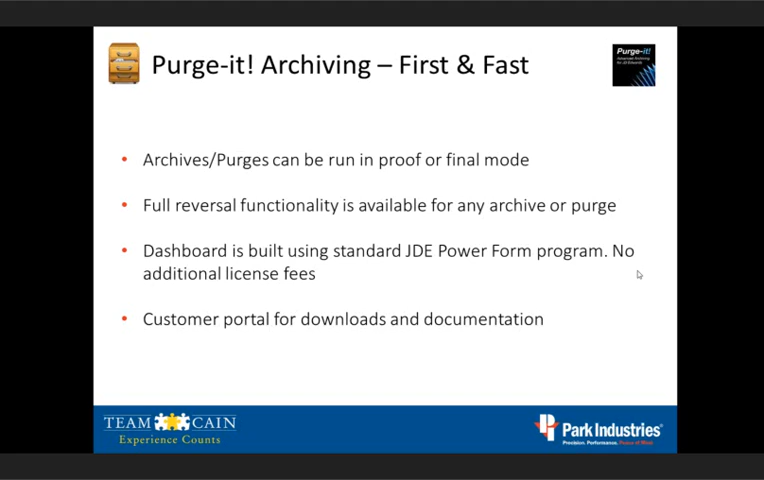 Purge-it! Archiving – First & Fast
Purge-it!
• Archives/Purges can be run in proof or final mode
• Full reversal functionality is available for any archive or purge
• Dashboard is built using standard JDE Power Form program. No
additional license fees
• Customer portal for downloads and documentation
TEAM CAIN
Experience Counts
Park Industries®
Precision. Performance. Peace of Mind.